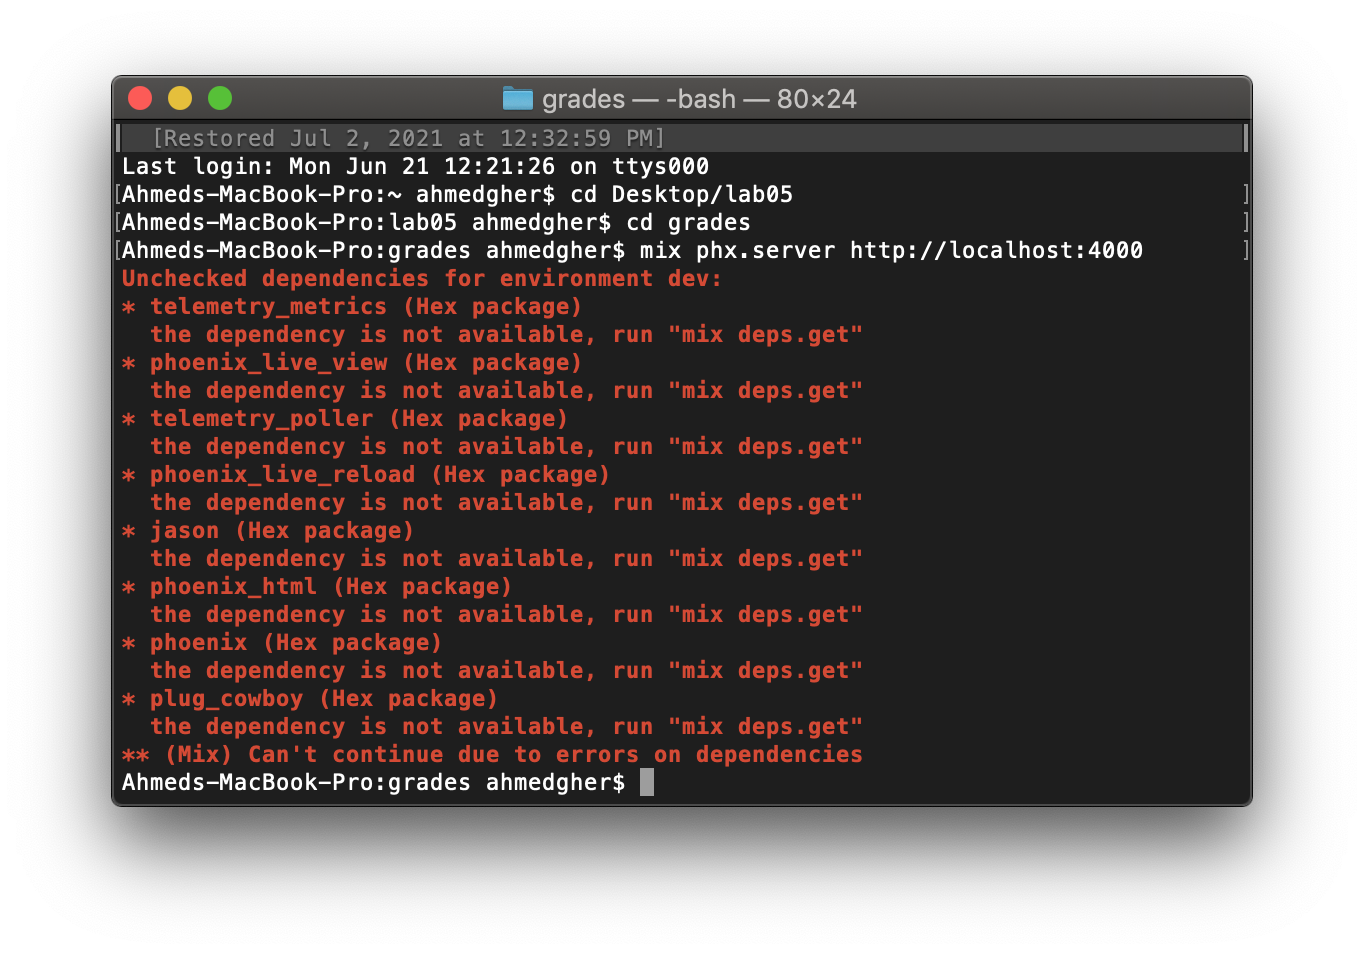 grades — -bash — 80×24
[Restored Jul 2, 2021 at 12:32:59 PM]
Last login: Mon Jun 21 12:21:26 on ttys000
[Ahmeds-MacBook-Pro:~ ahmedgher$ cd Desktop/lab05 ]
[Ahmeds-MacBook-Pro:lab05 ahmedgher$ cd grades ]
[Ahmeds-MacBook-Pro:grades ahmedgher$ mix phx.server http://localhost:4000 ]
Unchecked dependencies for environment dev:
* telemetry_metrics (Hex package)
  the dependency is not available, run "mix deps.get"
* phoenix_live_view (Hex package)
  the dependency is not available, run "mix deps.get"
* telemetry_poller (Hex package)
  the dependency is not available, run "mix deps.get"
* phoenix_live_reload (Hex package)
  the dependency is not available, run "mix deps.get"
* jason (Hex package)
  the dependency is not available, run "mix deps.get"
* phoenix_html (Hex package)
  the dependency is not available, run "mix deps.get"
* phoenix (Hex package)
  the dependency is not available, run "mix deps.get"
* plug_cowboy (Hex package)
  the dependency is not available, run "mix deps.get"
** (Mix) Can't continue due to errors on dependencies
Ahmeds-MacBook-Pro:grades ahmedgher$